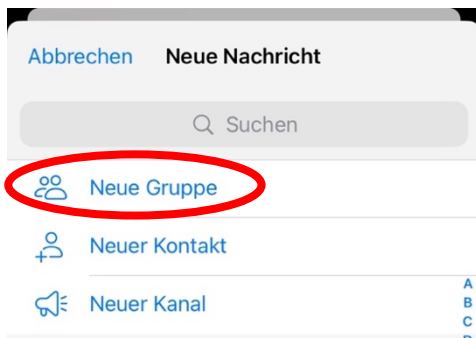 Abbrechen Neue Nachricht
Suchen
Neue Gruppe
Neuer Kontakt
Neuer Kanal
A
B
C